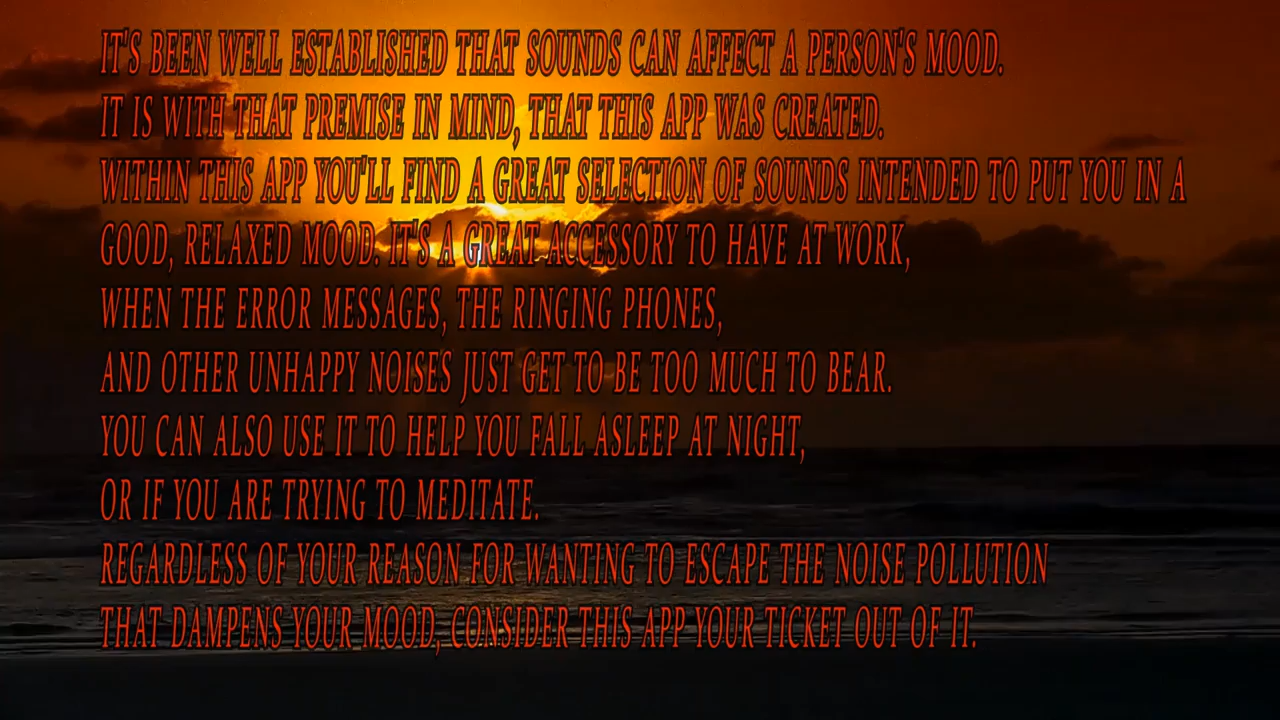 IT'S BEEN WELL ESTABLISHED THAT SOUNDS CAN AFFECT A PERSON'S MOOD.
IT IS WITH THAT PREMISE IN MIND, THAT THIS APP WAS CREATED.
WITHIN THIS APP YOU'LL FIND A GREAT SELECTION OF SOUNDS INTENDED TO PUT YOU IN A
GOOD, RELAXED MOOD. IT'S A GREAT ACCESSORY TO HAVE AT WORK,
WHEN THE ERROR MESSAGES, THE RINGING PHONES,
AND OTHER UNHAPPY NOISES JUST GET TO BE TOO MUCH TO BEAR.
YOU CAN ALSO USE IT TO HELP YOU FALL ASLEEP AT NIGHT,
OR IF YOU ARE TRYING TO MEDITATE.
REGARDLESS OF YOUR REASON FOR WANTING TO ESCAPE THE NOISE POLLUTION
THAT DAMPENS YOUR MOOD, CONSIDER THIS APP YOUR TICKET OUT OF IT.